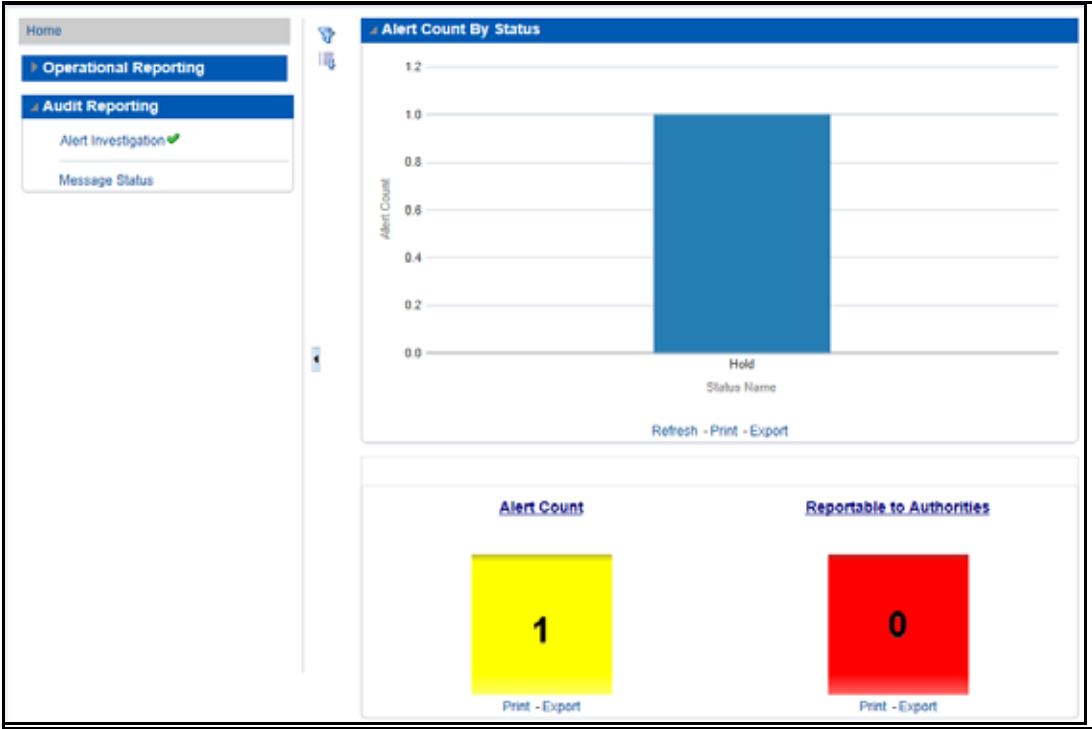 Home
Operational Reporting
Audit Reporting
Alert Investigation
Message Status
Alert Count By Status
1.2
1.0
0.8
0.6
0.4
0.2
0.0
Alert Count
Hold
Status Name
Refresh - Print - Export
Alert Count
Reportable to Authorities
1
0
Print - Export
Print - Export